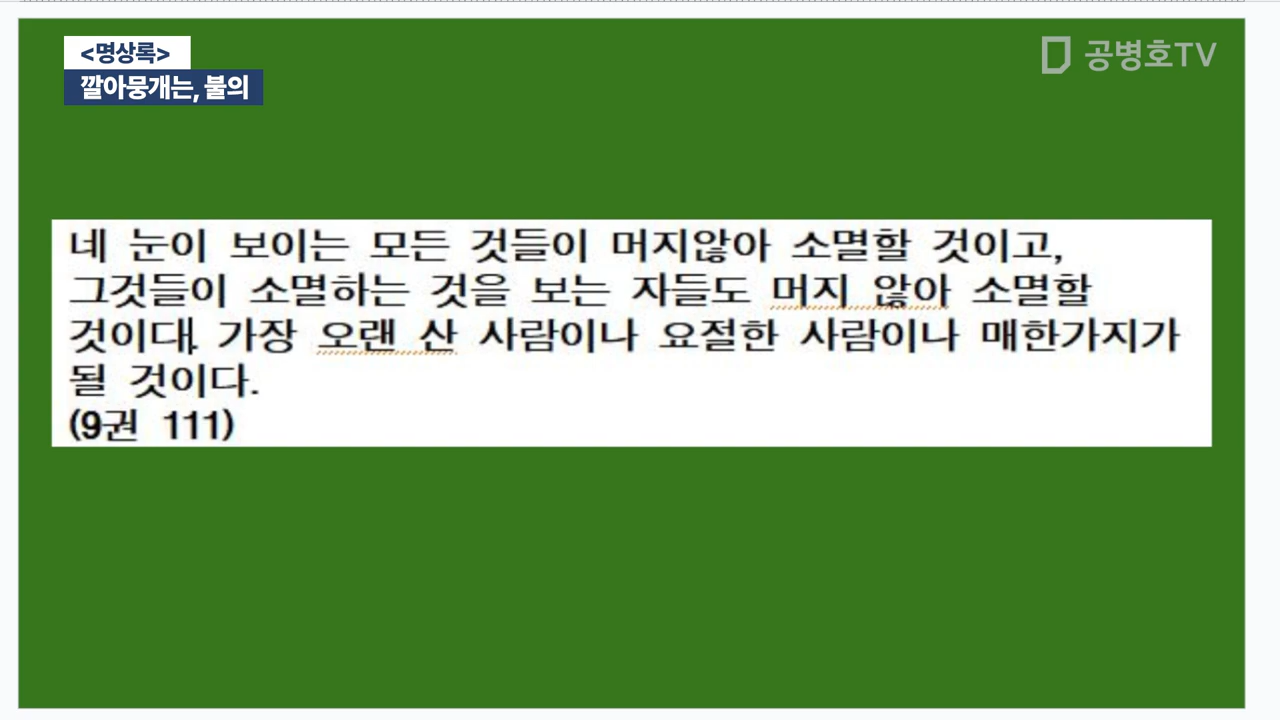 <명상록>
깔아뭉개는, 불의
공병호TV
네 눈이 보이는 모든 것들이 머지않아 소멸할 것이고,
그것들이 소멸하는 것을 보는 자들도 머지 않아 소멸할
것이다. 가장 오랜 산 사람이나 요절한 사람이나 매한가지가
될 것이다.
(9권 111)